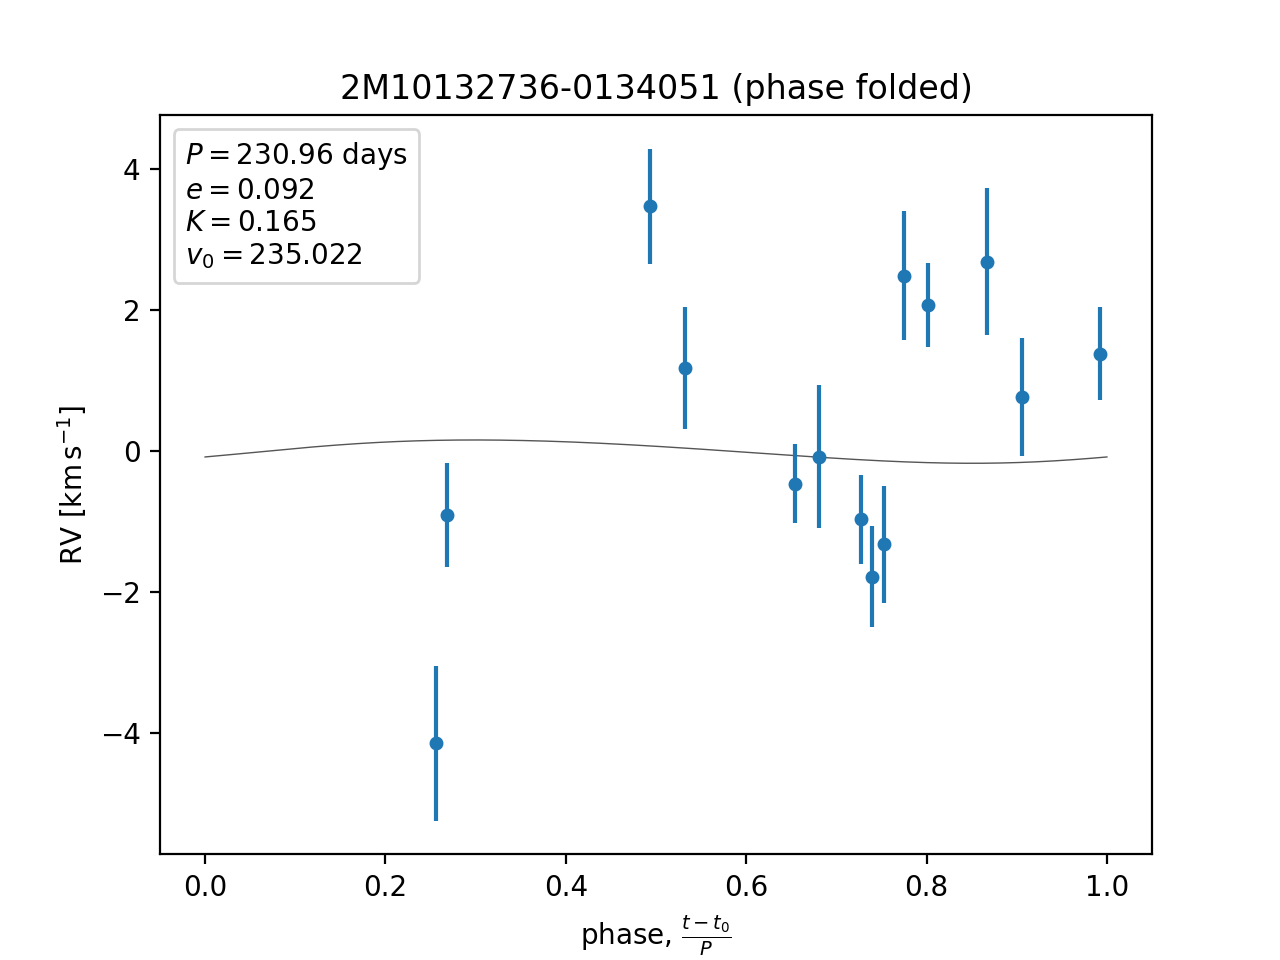 2M10132736-0134051 (phase folded)
P = 230.96 days
e = 0.092
K = 0.165
v₀ = 235.022
4
2
0
−2
−4
RV [km s⁻¹]
0.0 0.2 0.4 0.6 0.8 1.0
phase, (t − t₀)/P